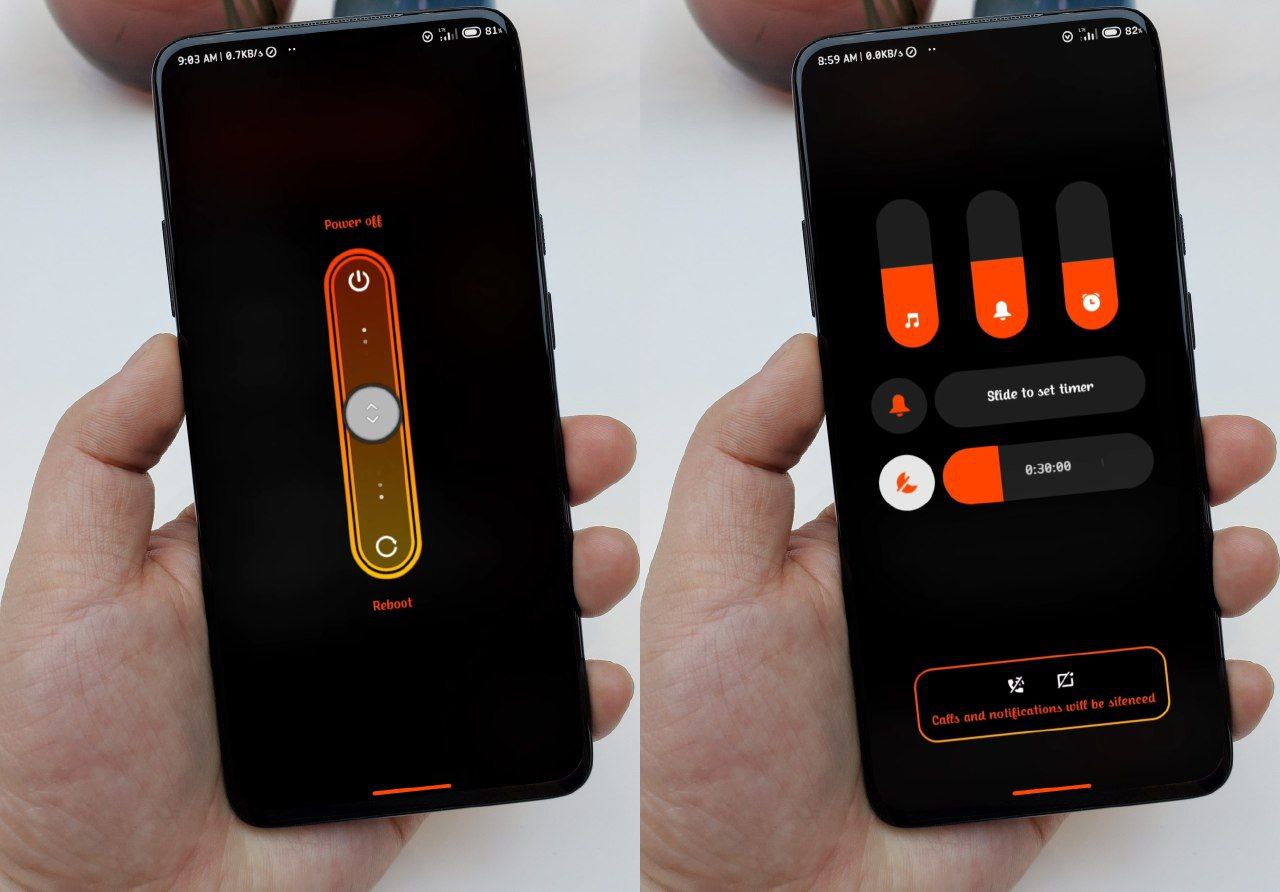 9:03 AM | 0.7KB/s
81%
Power off
Reboot
8:59 AM | 0.0KB/s
82%
Slide to set timer
0:30:00
Calls and notifications will be silenced